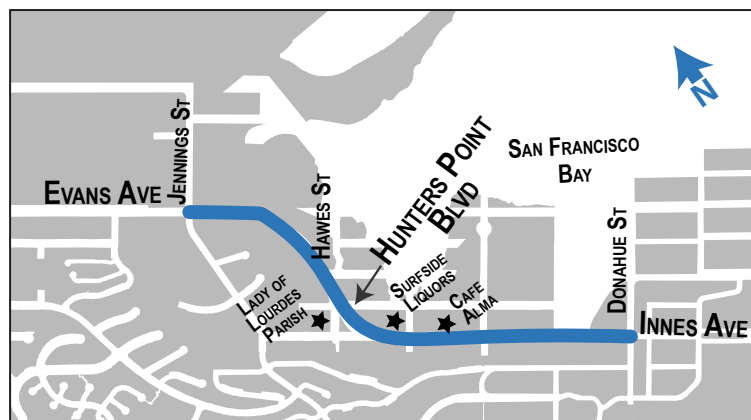 N
SAN FRANCISCO
BAY
JENNINGS ST
EVANS AVE
HAWES ST
HUNTERS POINT
BLVD
DONAHUE ST
LADY OF
LOURDES
PARISH
SURFSIDE
LIQUORS
CAFE
ALMA
INNES AVE